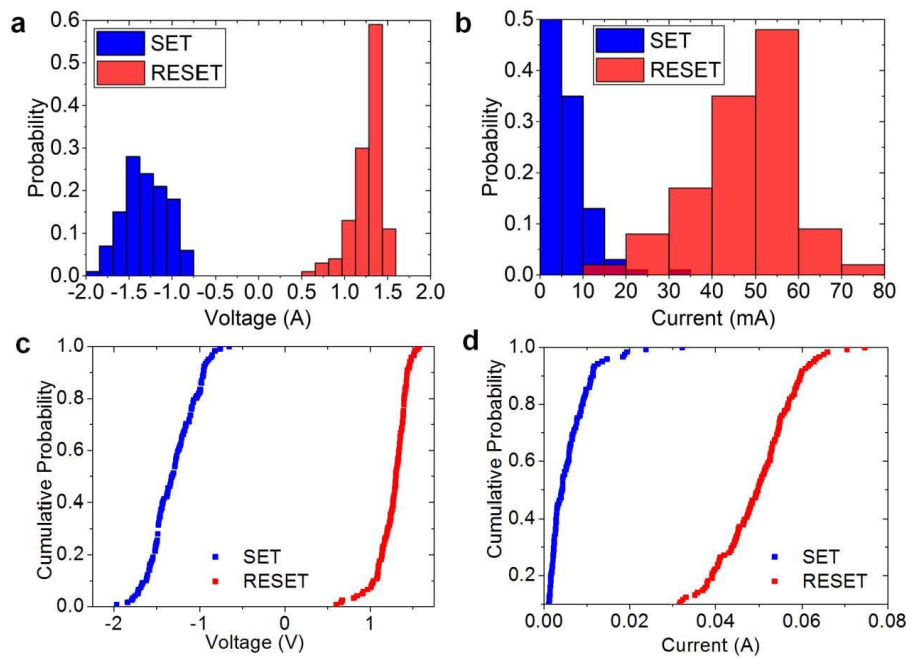 a
SET
RESET
Probability
0.6
0.5
0.4
0.3
0.2
0.1
0.0
-2.0 -1.5 -1.0 -0.5 0.0 0.5 1.0 1.5 2.0
Voltage (A)
b
SET
RESET
Probability
0.5
0.4
0.3
0.2
0.1
0.0
0 10 20 30 40 50 60 70 80
Current (mA)
c
Cumulative Probability
1.0
0.8
0.6
0.4
0.2
0.0
SET
RESET
-2 -1 0 1
Voltage (V)
d
Cumulative Probability
1.0
0.8
0.6
0.4
0.2
SET
RESET
0.00 0.02 0.04 0.06 0.08
Current (A)